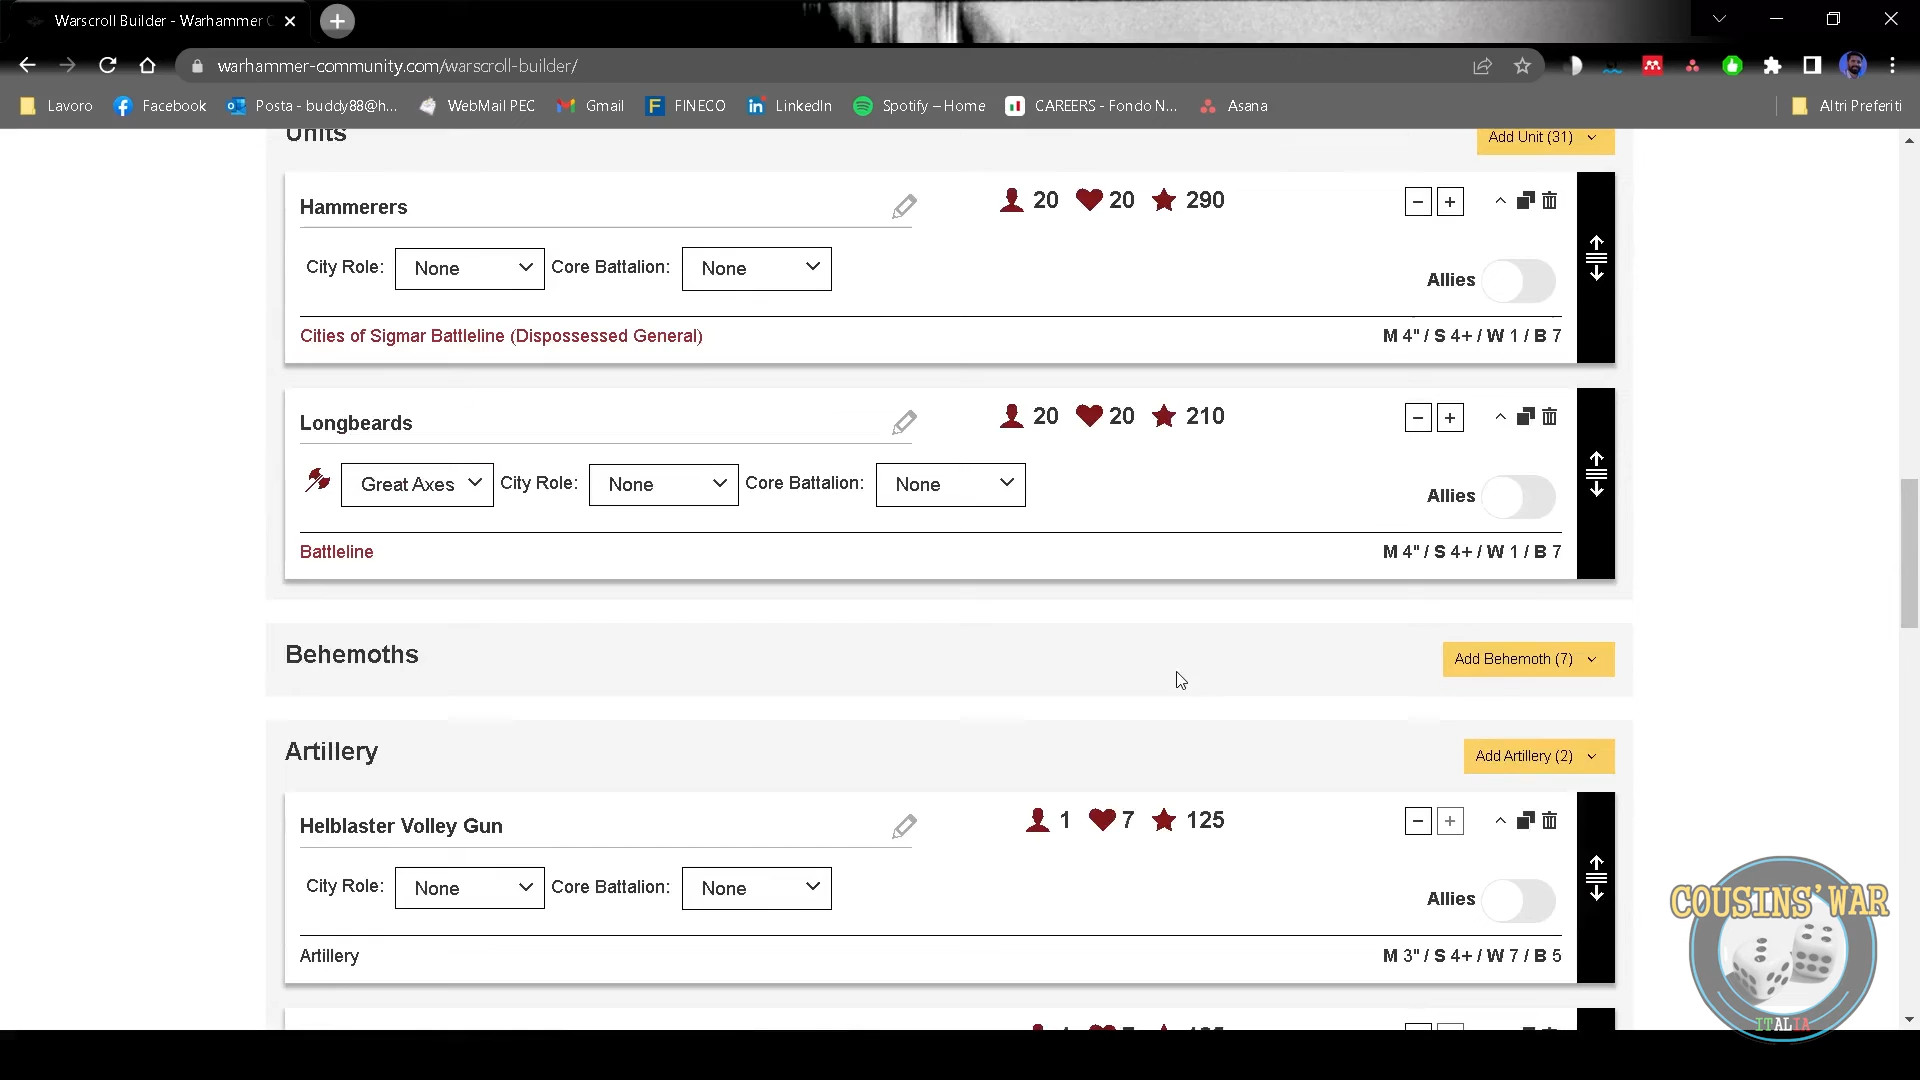 Warscroll Builder - Warhammer C
warhammer-community.com/warscroll-builder/
Lavoro Facebook Posta - buddy88@h... WebMail PEC Gmail FINECO LinkedIn Spotify – Home CAREERS - Fondo N... Asana Altri Preferiti
Units Add Unit (31)
Hammerers 20 20 290
City Role: None Core Battalion: None Allies
Cities of Sigmar Battleline (Dispossessed General) M 4" / S 4+ / W 1 / B 7
Longbeards 20 20 210
Great Axes City Role: None Core Battalion: None Allies
Battleline M 4" / S 4+ / W 1 / B 7
Behemoths Add Behemoth (7)
Artillery Add Artillery (2)
Helblaster Volley Gun 1 7 125
City Role: None Core Battalion: None Allies
Artillery M 3" / S 4+ / W 7 / B 5
COUSINS' WAR
ITALIA